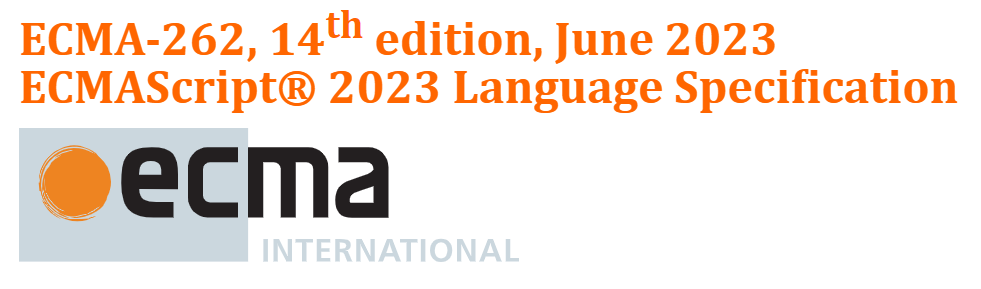 ECMA-262, 14th edition, June 2023
ECMAScript® 2023 Language Specification
ecma
INTERNATIONAL